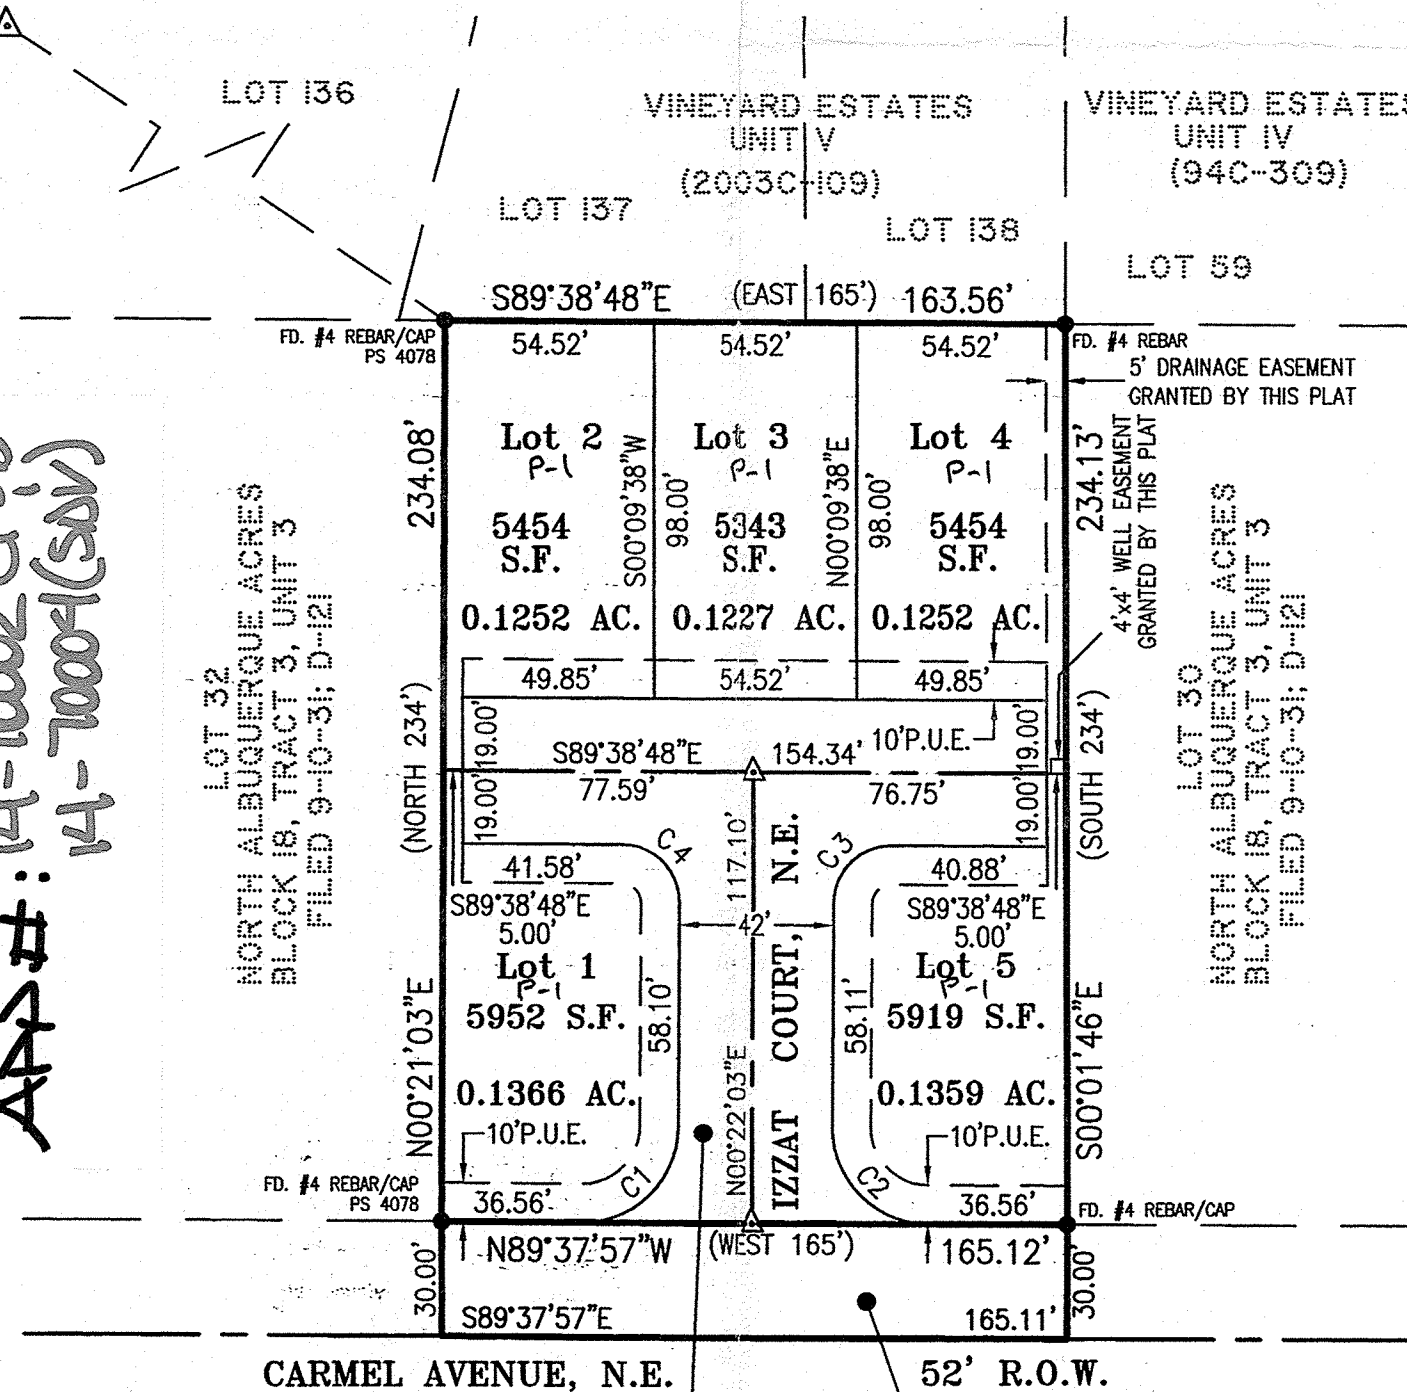 LOT 136
VINEYARD ESTATES
UNIT V
(2003C-109)
VINEYARD ESTATES
UNIT IV
(94C-309)
LOT 137
LOT 138
LOT 59
S89°38'48"E
(EAST 165')
163.56'
FD. #4 REBAR/CAP
PS 4078
54.52'
54.52'
54.52'
FD. #4 REBAR
5' DRAINAGE EASEMENT
GRANTED BY THIS PLAT
234.08'
Lot 2
P-1
5454
S.F.
0.1252 AC.
S00°09'38"W
98.00'
Lot 3
P-1
5343
S.F.
0.1227 AC.
N00°09'38"E
98.00'
Lot 4
P-1
5454
S.F.
0.1252 AC.
234.13'
4'x4' WELL EASEMENT
GRANTED BY THIS PLAT
LOT 32
NORTH ALBUQUERQUE ACRES
BLOCK 18, TRACT 3, UNIT 3
FILED 9-10-31; D-121
LOT 30
NORTH ALBUQUERQUE ACRES
BLOCK 18, TRACT 3, UNIT 3
FILED 9-10-31; D-121
14-70004(SDV)
49.85'
54.52'
49.85'
(NORTH 234')
19.00'
19.00'
S89°38'48"E
154.34'
10'P.U.E.
77.59'
76.75'
19.00'
19.00'
(SOUTH 234')
C4
C3
117.10'
41.58'
40.88'
S89°38'48"E
5.00'
42'
S89°38'48"E
5.00'
Lot 1
P-1
5952 S.F.
0.1366 AC.
58.10'
N00°22'03"E
IZZAT COURT, N.E.
58.11'
Lot 5
P-1
5919 S.F.
0.1359 AC.
N00°21'03"E
S00°01'46"E
10'P.U.E.
10'P.U.E.
FD. #4 REBAR/CAP
PS 4078
C1
C2
36.56'
36.56'
FD. #4 REBAR/CAP
N89°37'57"W
(WEST 165')
165.12'
30.00'
30.00'
S89°37'57"E
165.11'
CARMEL AVENUE, N.E.
52' R.O.W.